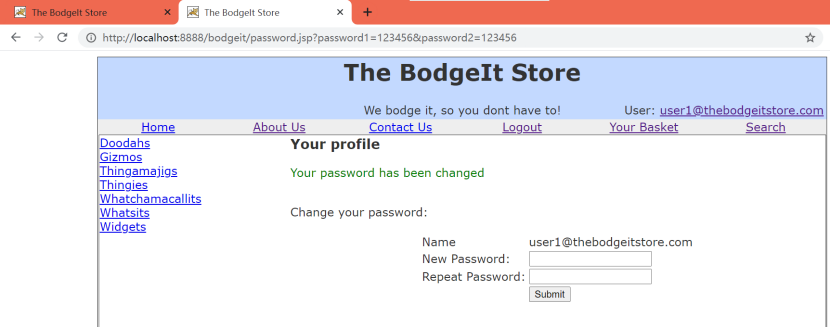 The BodgeIt Store
The BodgeIt Store
http://localhost:8888/bodgeit/password.jsp?password1=123456&password2=123456
The BodgeIt Store
We bodge it, so you dont have to!
User: user1@thebodgeitstore.com
Home About Us Contact Us Logout Your Basket Search
Doodahs
Gizmos
Thingamajigs
Thingies
Whatchamacallits
Whatsits
Widgets
Your profile
Your password has been changed
Change your password:
Name user1@thebodgeitstore.com
New Password:
Repeat Password:
Submit